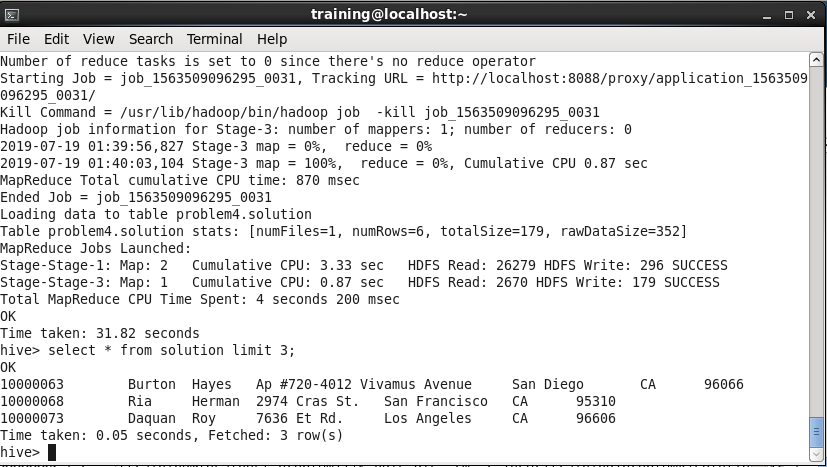 training@localhost:~
File Edit View Search Terminal Help
Number of reduce tasks is set to 0 since there's no reduce operator
Starting Job = job_1563509096295_0031, Tracking URL = http://localhost:8088/proxy/application_1563509
096295_0031/
Kill Command = /usr/lib/hadoop/bin/hadoop job  -kill job_1563509096295_0031
Hadoop job information for Stage-3: number of mappers: 1; number of reducers: 0
2019-07-19 01:39:56,827 Stage-3 map = 0%,  reduce = 0%
2019-07-19 01:40:03,104 Stage-3 map = 100%,  reduce = 0%, Cumulative CPU 0.87 sec
MapReduce Total cumulative CPU time: 870 msec
Ended Job = job_1563509096295_0031
Loading data to table problem4.solution
Table problem4.solution stats: [numFiles=1, numRows=6, totalSize=179, rawDataSize=352]
MapReduce Jobs Launched:
Stage-Stage-1: Map: 2   Cumulative CPU: 3.33 sec   HDFS Read: 26279 HDFS Write: 296 SUCCESS
Stage-Stage-3: Map: 1   Cumulative CPU: 0.87 sec   HDFS Read: 2670 HDFS Write: 179 SUCCESS
Total MapReduce CPU Time Spent: 4 seconds 200 msec
OK
Time taken: 31.82 seconds
hive> select * from solution limit 3;
OK
10000063        Burton  Hayes   Ap #720-4012 Vivamus Avenue     San Diego       CA      96066
10000068        Ria     Herman  2974 Cras St.   San Francisco   CA      95310
10000073        Daquan  Roy     7636 Et Rd.     Los Angeles     CA      96606
Time taken: 0.05 seconds, Fetched: 3 row(s)
hive>